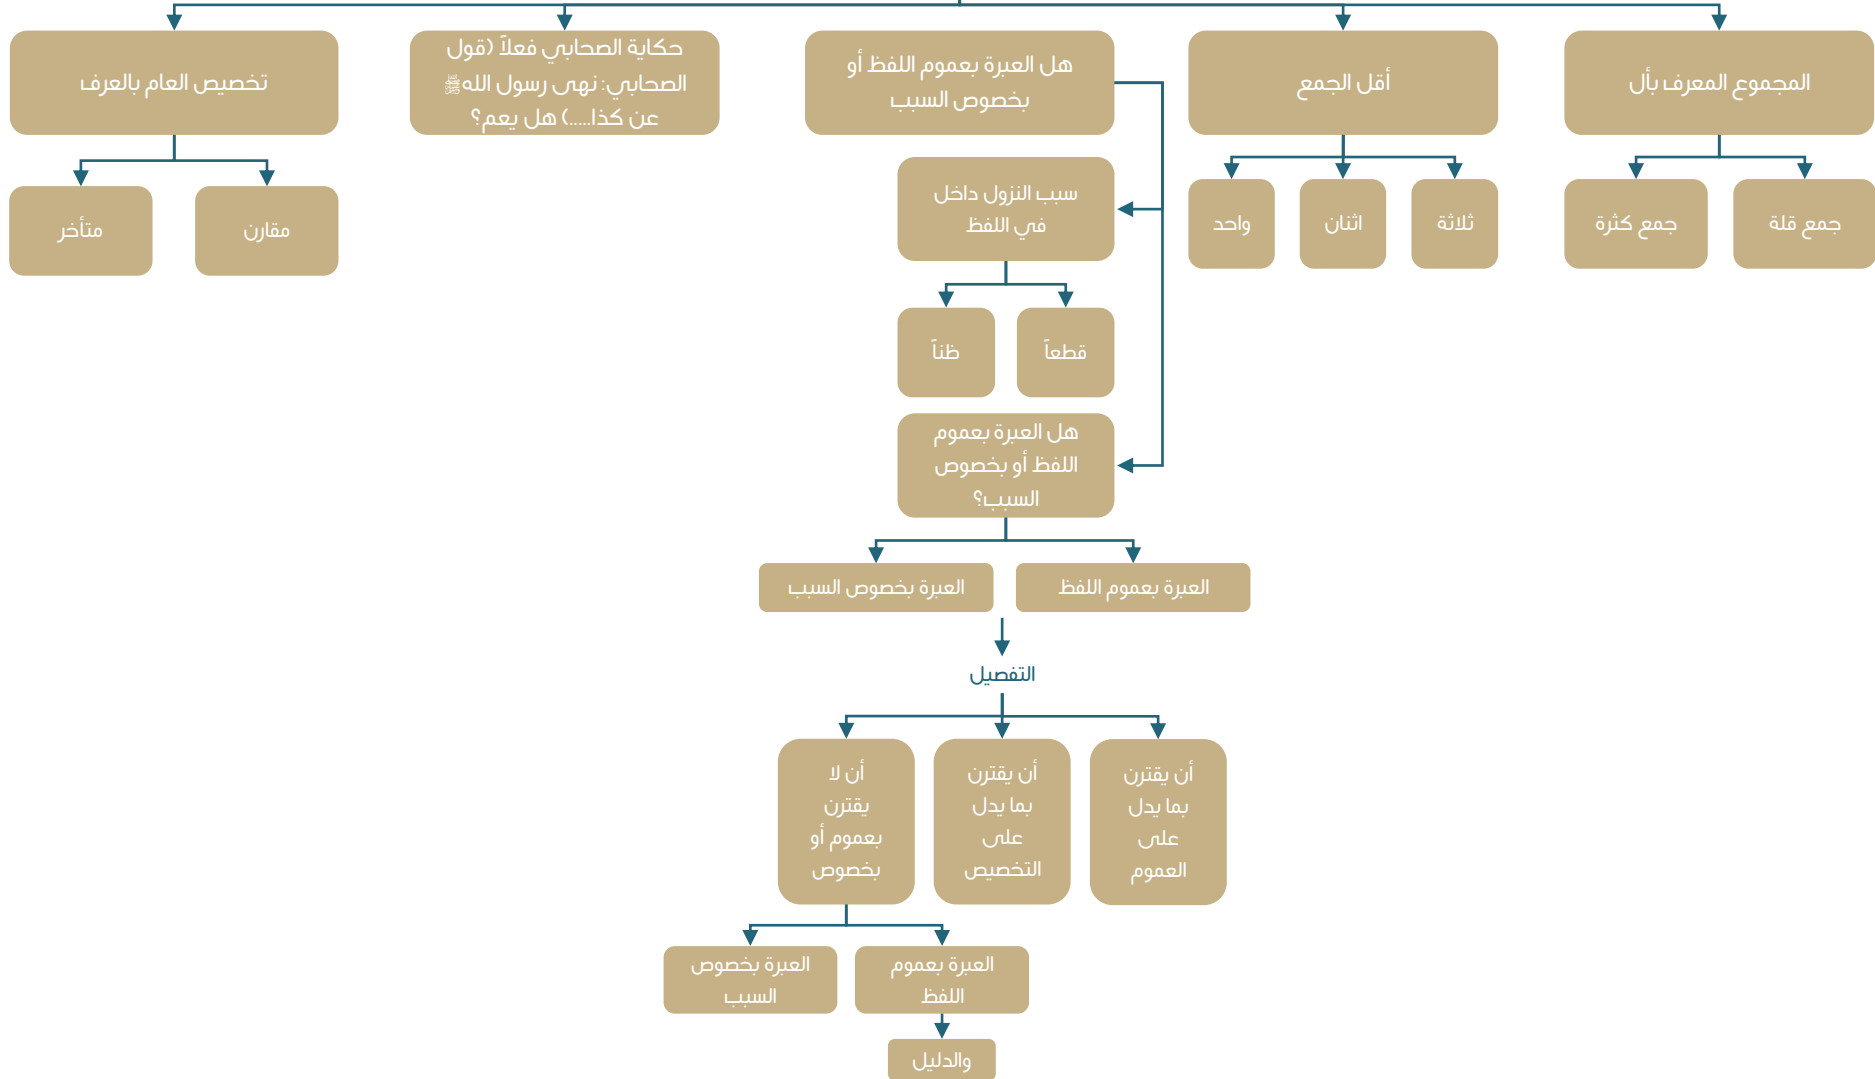 المجموع المعرف بأل
جمع قلة
جمع كثرة
أقل الجمع
ثلاثة
اثنان
واحد
هل العبرة بعموم اللفظ أو
بخصوص السبب
سبب النزول داخل
في اللفظ
قطعاً
ظناً
هل العبرة بعموم
اللفظ أو بخصوص
السبب؟
العبرة بعموم اللفظ
العبرة بخصوص السبب
التفصيل
أن يقترن
بما يدل
على
العموم
أن يقترن
بما يدل
على
التخصيص
أن لا
يقترن
بعموم أو
بخصوص
العبرة بعموم
اللفظ
والدليل
العبرة بخصوص
السبب
حكاية الصحابي فعلاً (قول
الصحابي: نهى رسول الله ﷺ
عن كذا.....) هل يعم؟
تخصيص العام بالعرف
مقارن
متأخر